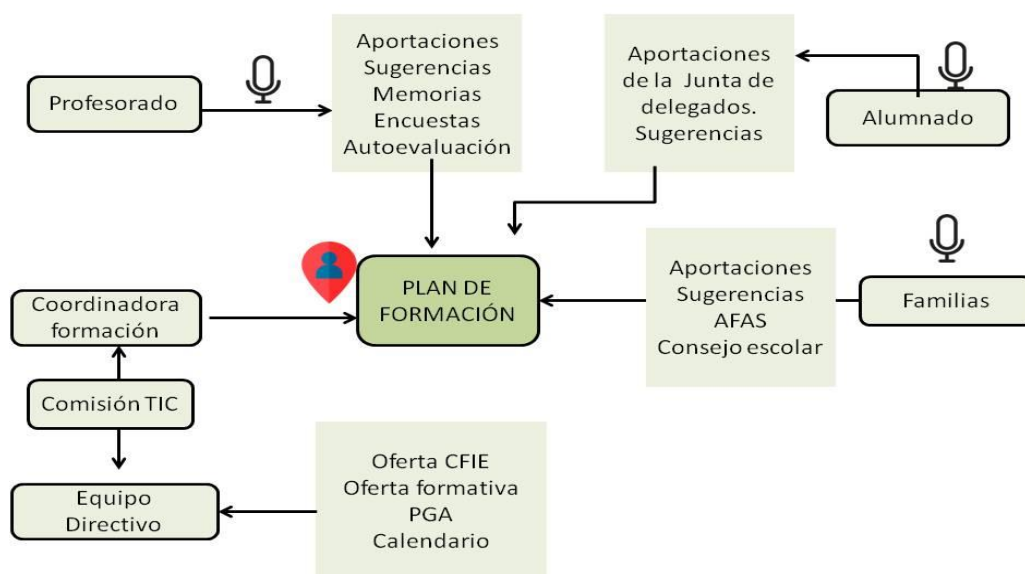 Profesorado
Aportaciones
Sugerencias
Memorias
Encuestas
Autoevaluación
Aportaciones
de la Junta de
delegados.
Sugerencias
Alumnado
PLAN DE
FORMACIÓN
Aportaciones
Sugerencias
AFAS
Consejo escolar
Familias
Coordinadora
formación
Comisión TIC
Equipo
Directivo
Oferta CFIE
Oferta formativa
PGA
Calendario